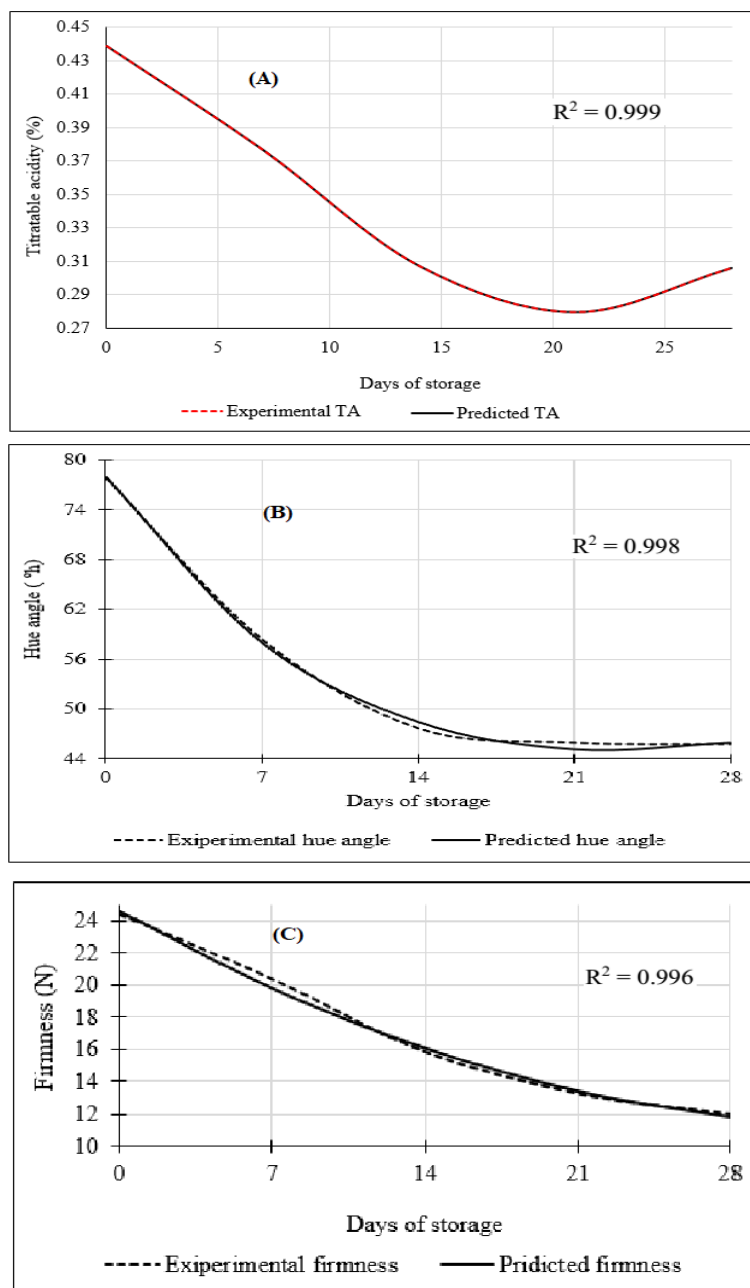 0.45
0.43
0.41
0.39
0.37
0.35
0.33
0.31
0.29
0.27
Titratable acidity (%)
(A)
R² = 0.999
0 5 10 15 20 25
Days of storage
Experimental TA Predicted TA
80
74
68
62
56
50
44
Hue angle (°h)
(B)
R² = 0.998
0 7 14 21 28
Days of storage
Exiperimental hue angle Predicted hue angle
24
22
20
18
16
14
12
10
Firmness (N)
(C)
R² = 0.996
0 7 14 21 28
Days of storage
Exiperimental firmness Pridicted firmness